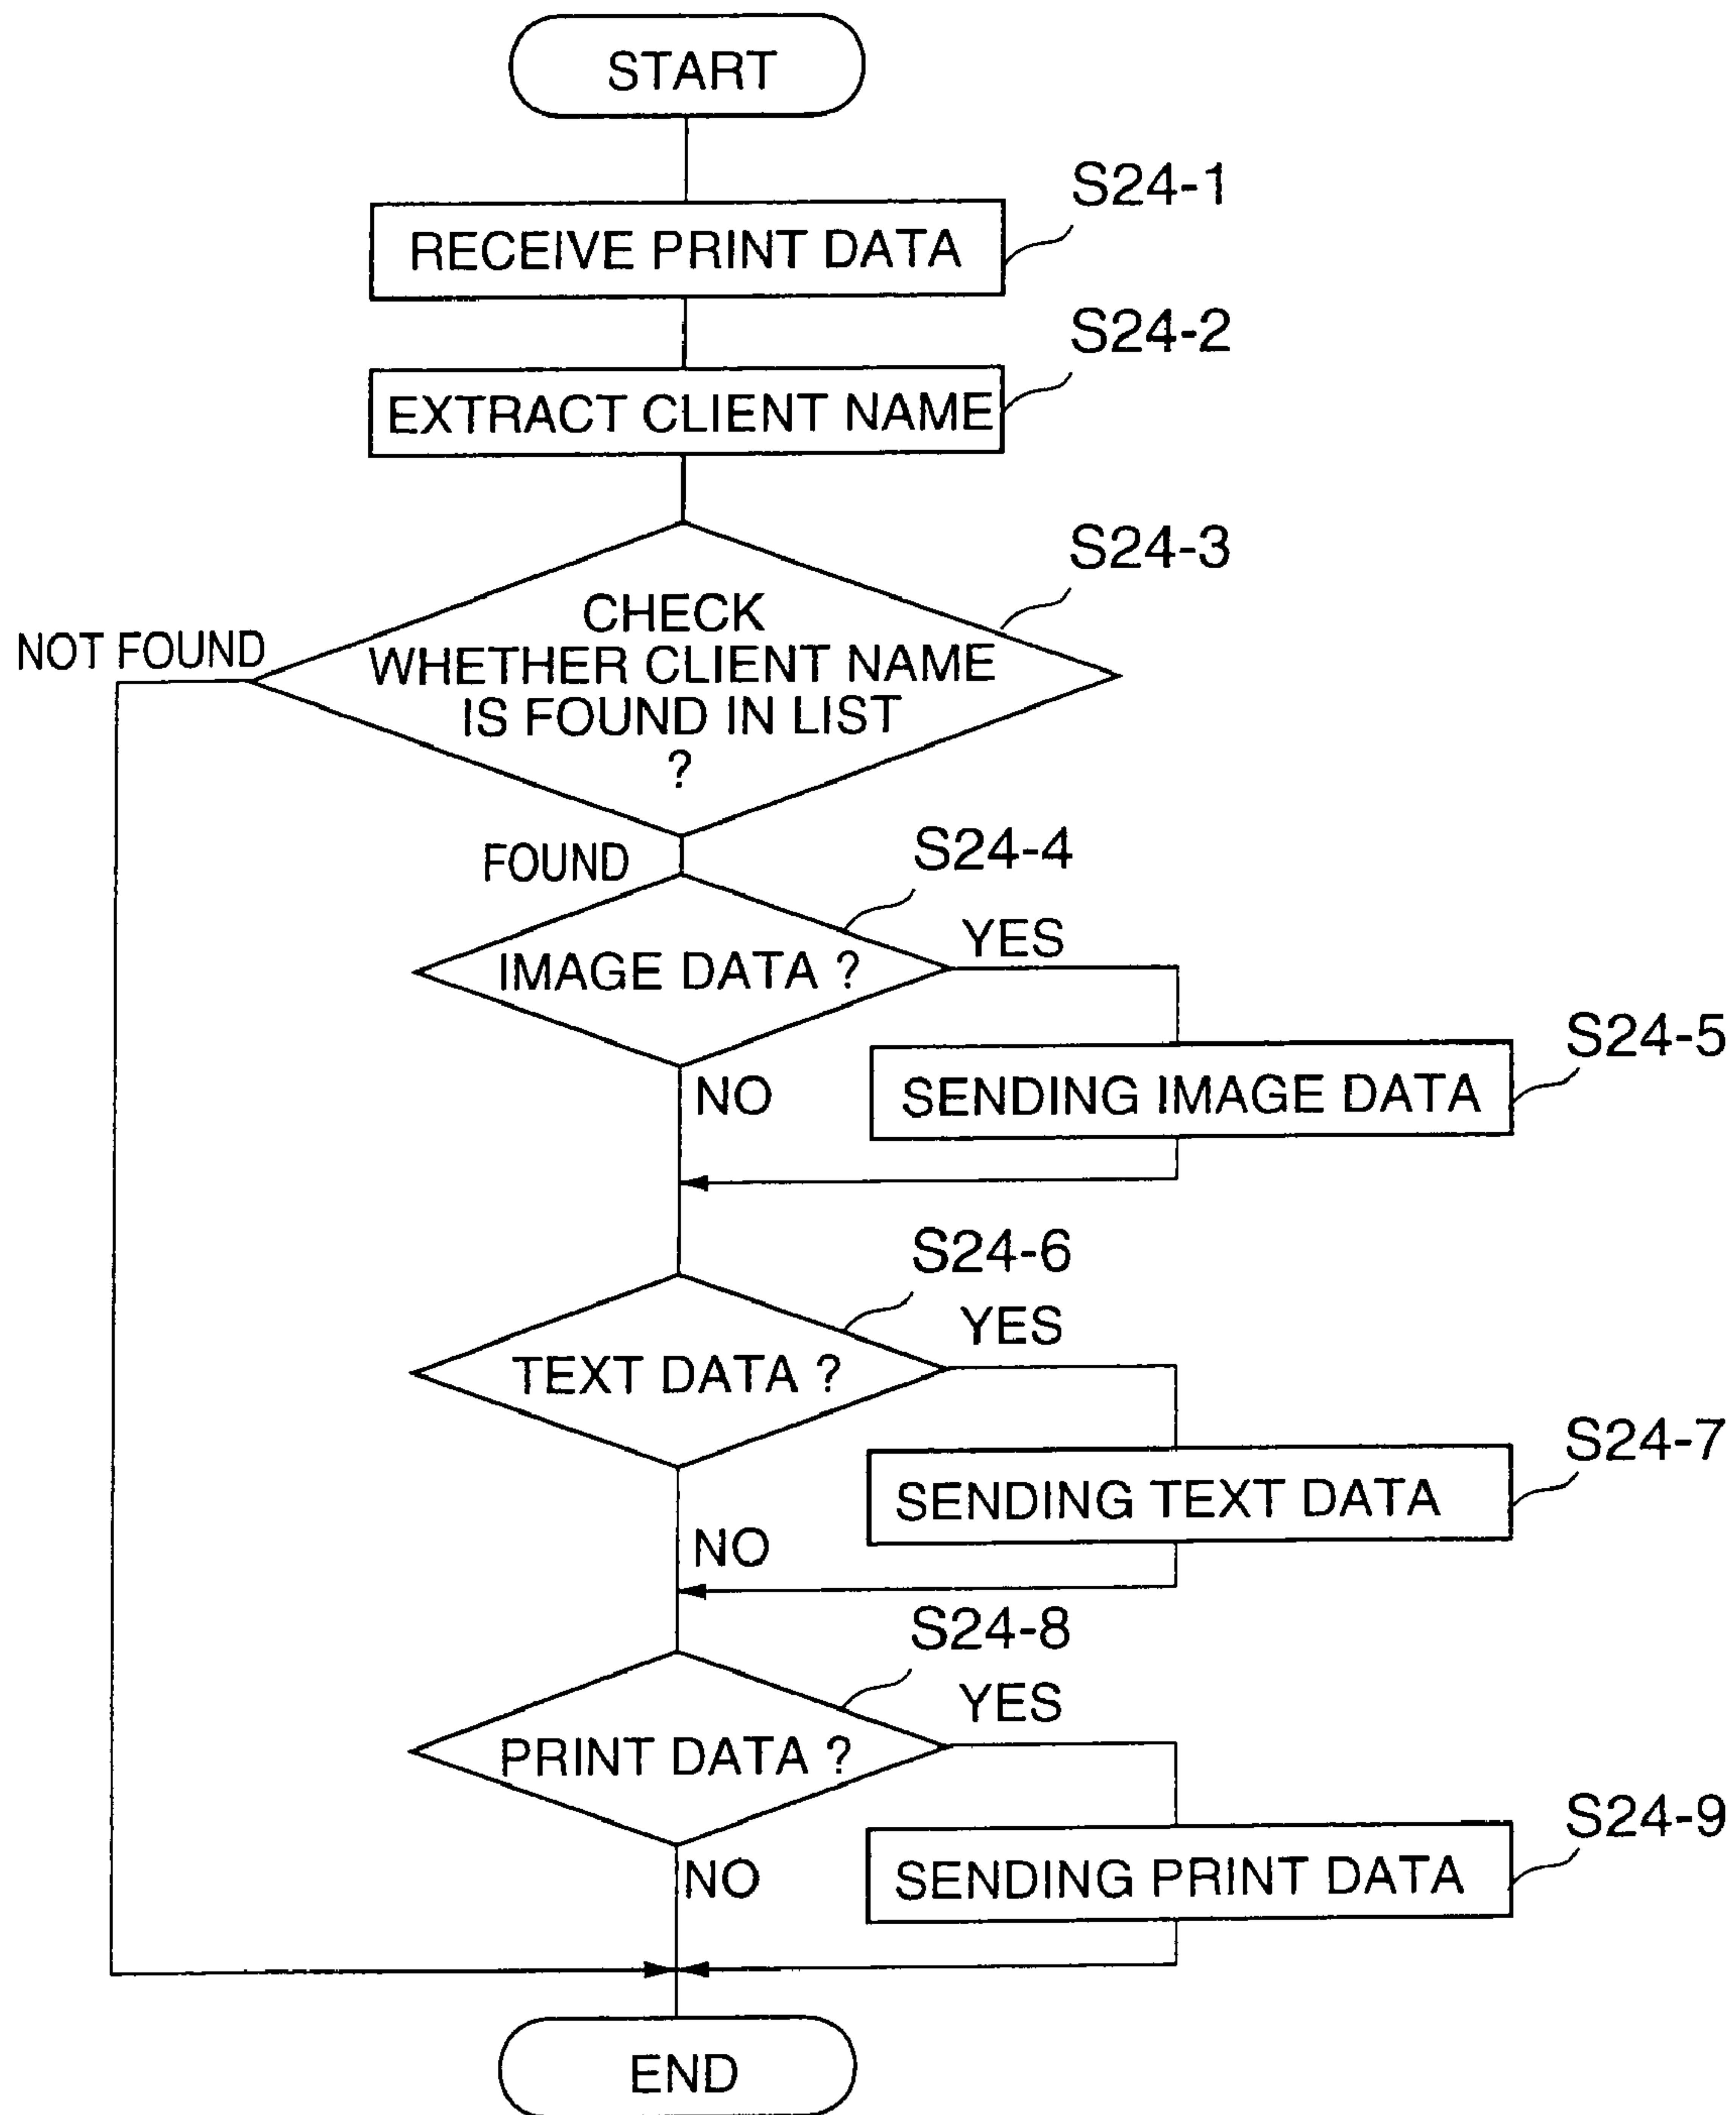 START
S24-1
RECEIVE PRINT DATA
S24-2
EXTRACT CLIENT NAME
S24-3
CHECK
WHETHER CLIENT NAME
IS FOUND IN LIST
?
NOT FOUND
FOUND
S24-4
IMAGE DATA ?
YES
S24-5
SENDING IMAGE DATA
NO
S24-6
TEXT DATA ?
YES
S24-7
SENDING TEXT DATA
NO
S24-8
PRINT DATA ?
YES
S24-9
SENDING PRINT DATA
NO
END